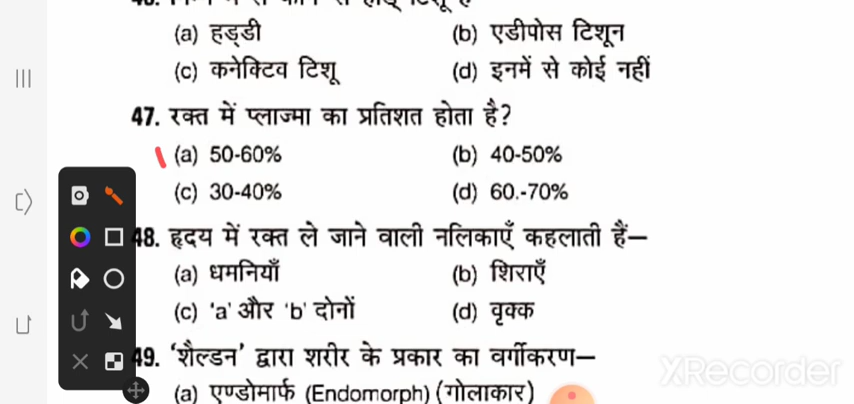 (a) हड्डी (b) एडीपोस टिशून
(c) कनेक्टिव टिशू (d) इनमें से कोई नहीं
47. रक्त में प्लाज्मा का प्रतिशत होता है?
(a) 50-60% (b) 40-50%
(c) 30-40% (d) 60.-70%
48. हृदय में रक्त ले जाने वाली नलिकाएँ कहलाती हैं—
(a) धमनियाँ (b) शिराएँ
(c) 'a' और 'b' दोनों (d) वृक्क
49. 'शैल्डन' द्वारा शरीर के प्रकार का वर्गीकरण—
(a) एण्डोमार्फ (Endomorph) (गोलाकार)
XRecorder